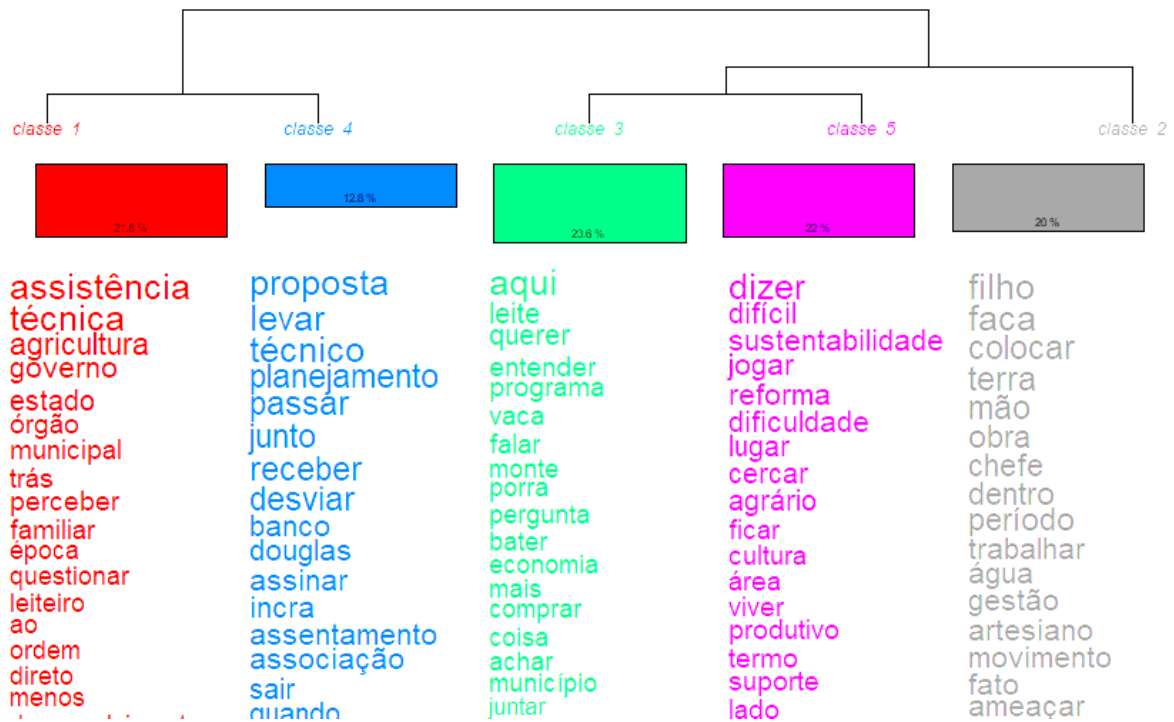 classe 1
classe 4
classe 3
classe 5
classe 2
12.8 %
23.6 %
22 %
20 %
assistência
técnica
agricultura
governo
estado
órgão
municipal
trás
perceber
familiar
época
questionar
leiteiro
ao
ordem
direto
menos
proposta
levar
técnico
planejamento
passar
junto
receber
desviar
banco
douglas
assinar
incra
assentamento
associação
sair
quando
aqui
leite
querer
entender
programa
vaca
falar
monte
porra
pergunta
bater
economia
mais
comprar
coisa
achar
município
juntar
dizer
difícil
sustentabilidade
jogar
reforma
dificuldade
lugar
cercar
agrário
ficar
cultura
área
viver
produtivo
termo
suporte
lado
filho
faca
colocar
terra
mão
obra
chefe
dentro
período
trabalhar
água
gestão
artesiano
movimento
fato
ameaçar